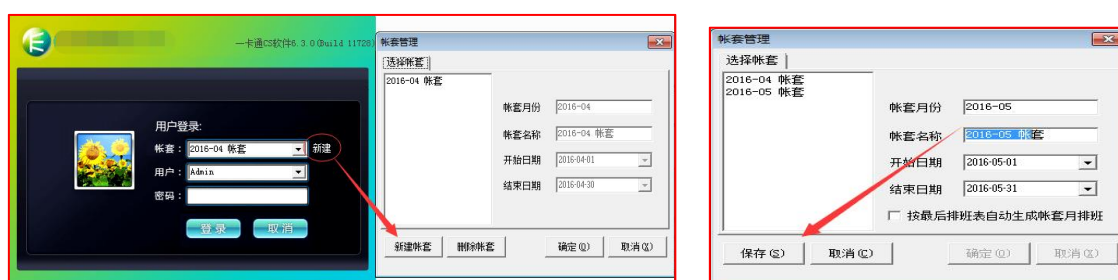 一卡通CS软件6.3.0(Build 11728)
用户登录:
帐套： 2016-04 帐套 新建
用户： Admin
密码：
登录 取消
帐套管理
选择帐套
2016-04 帐套
帐套月份 2016-04
帐套名称 2016-04 帐套
开始日期 2016-04-01
结束日期 2016-04-30
新建帐套 删除帐套 确定(O) 取消(X)
帐套管理
选择帐套
2016-04 帐套
2016-05 帐套
帐套月份 2016-05
帐套名称 2016-05 帐套
开始日期 2016-05-01
结束日期 2016-05-31
按最后排班表自动生成帐套月排班
保存(S) 取消(C) 确定(O) 取消(X)